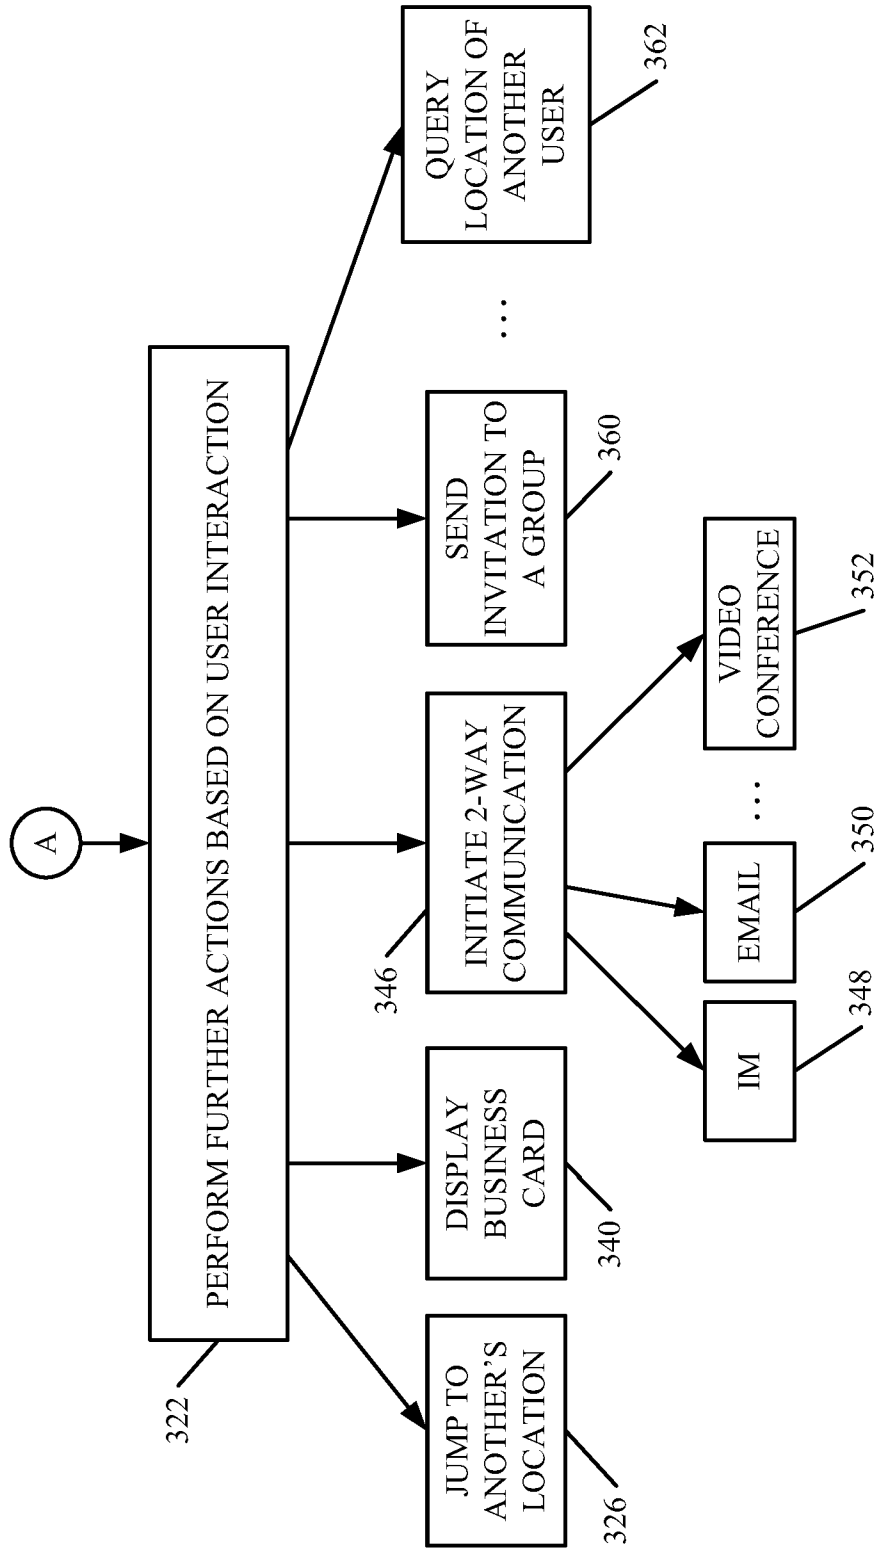 A
PERFORM FURTHER ACTIONS BASED ON USER INTERACTION
322
JUMP TO
ANOTHER'S
LOCATION
326
DISPLAY
BUSINESS
CARD
340
346
INITIATE 2-WAY
COMMUNICATION
SEND
INVITATION TO
A GROUP
360
...
QUERY
LOCATION OF
ANOTHER
USER
362
IM
348
EMAIL
350
...
VIDEO
CONFERENCE
352